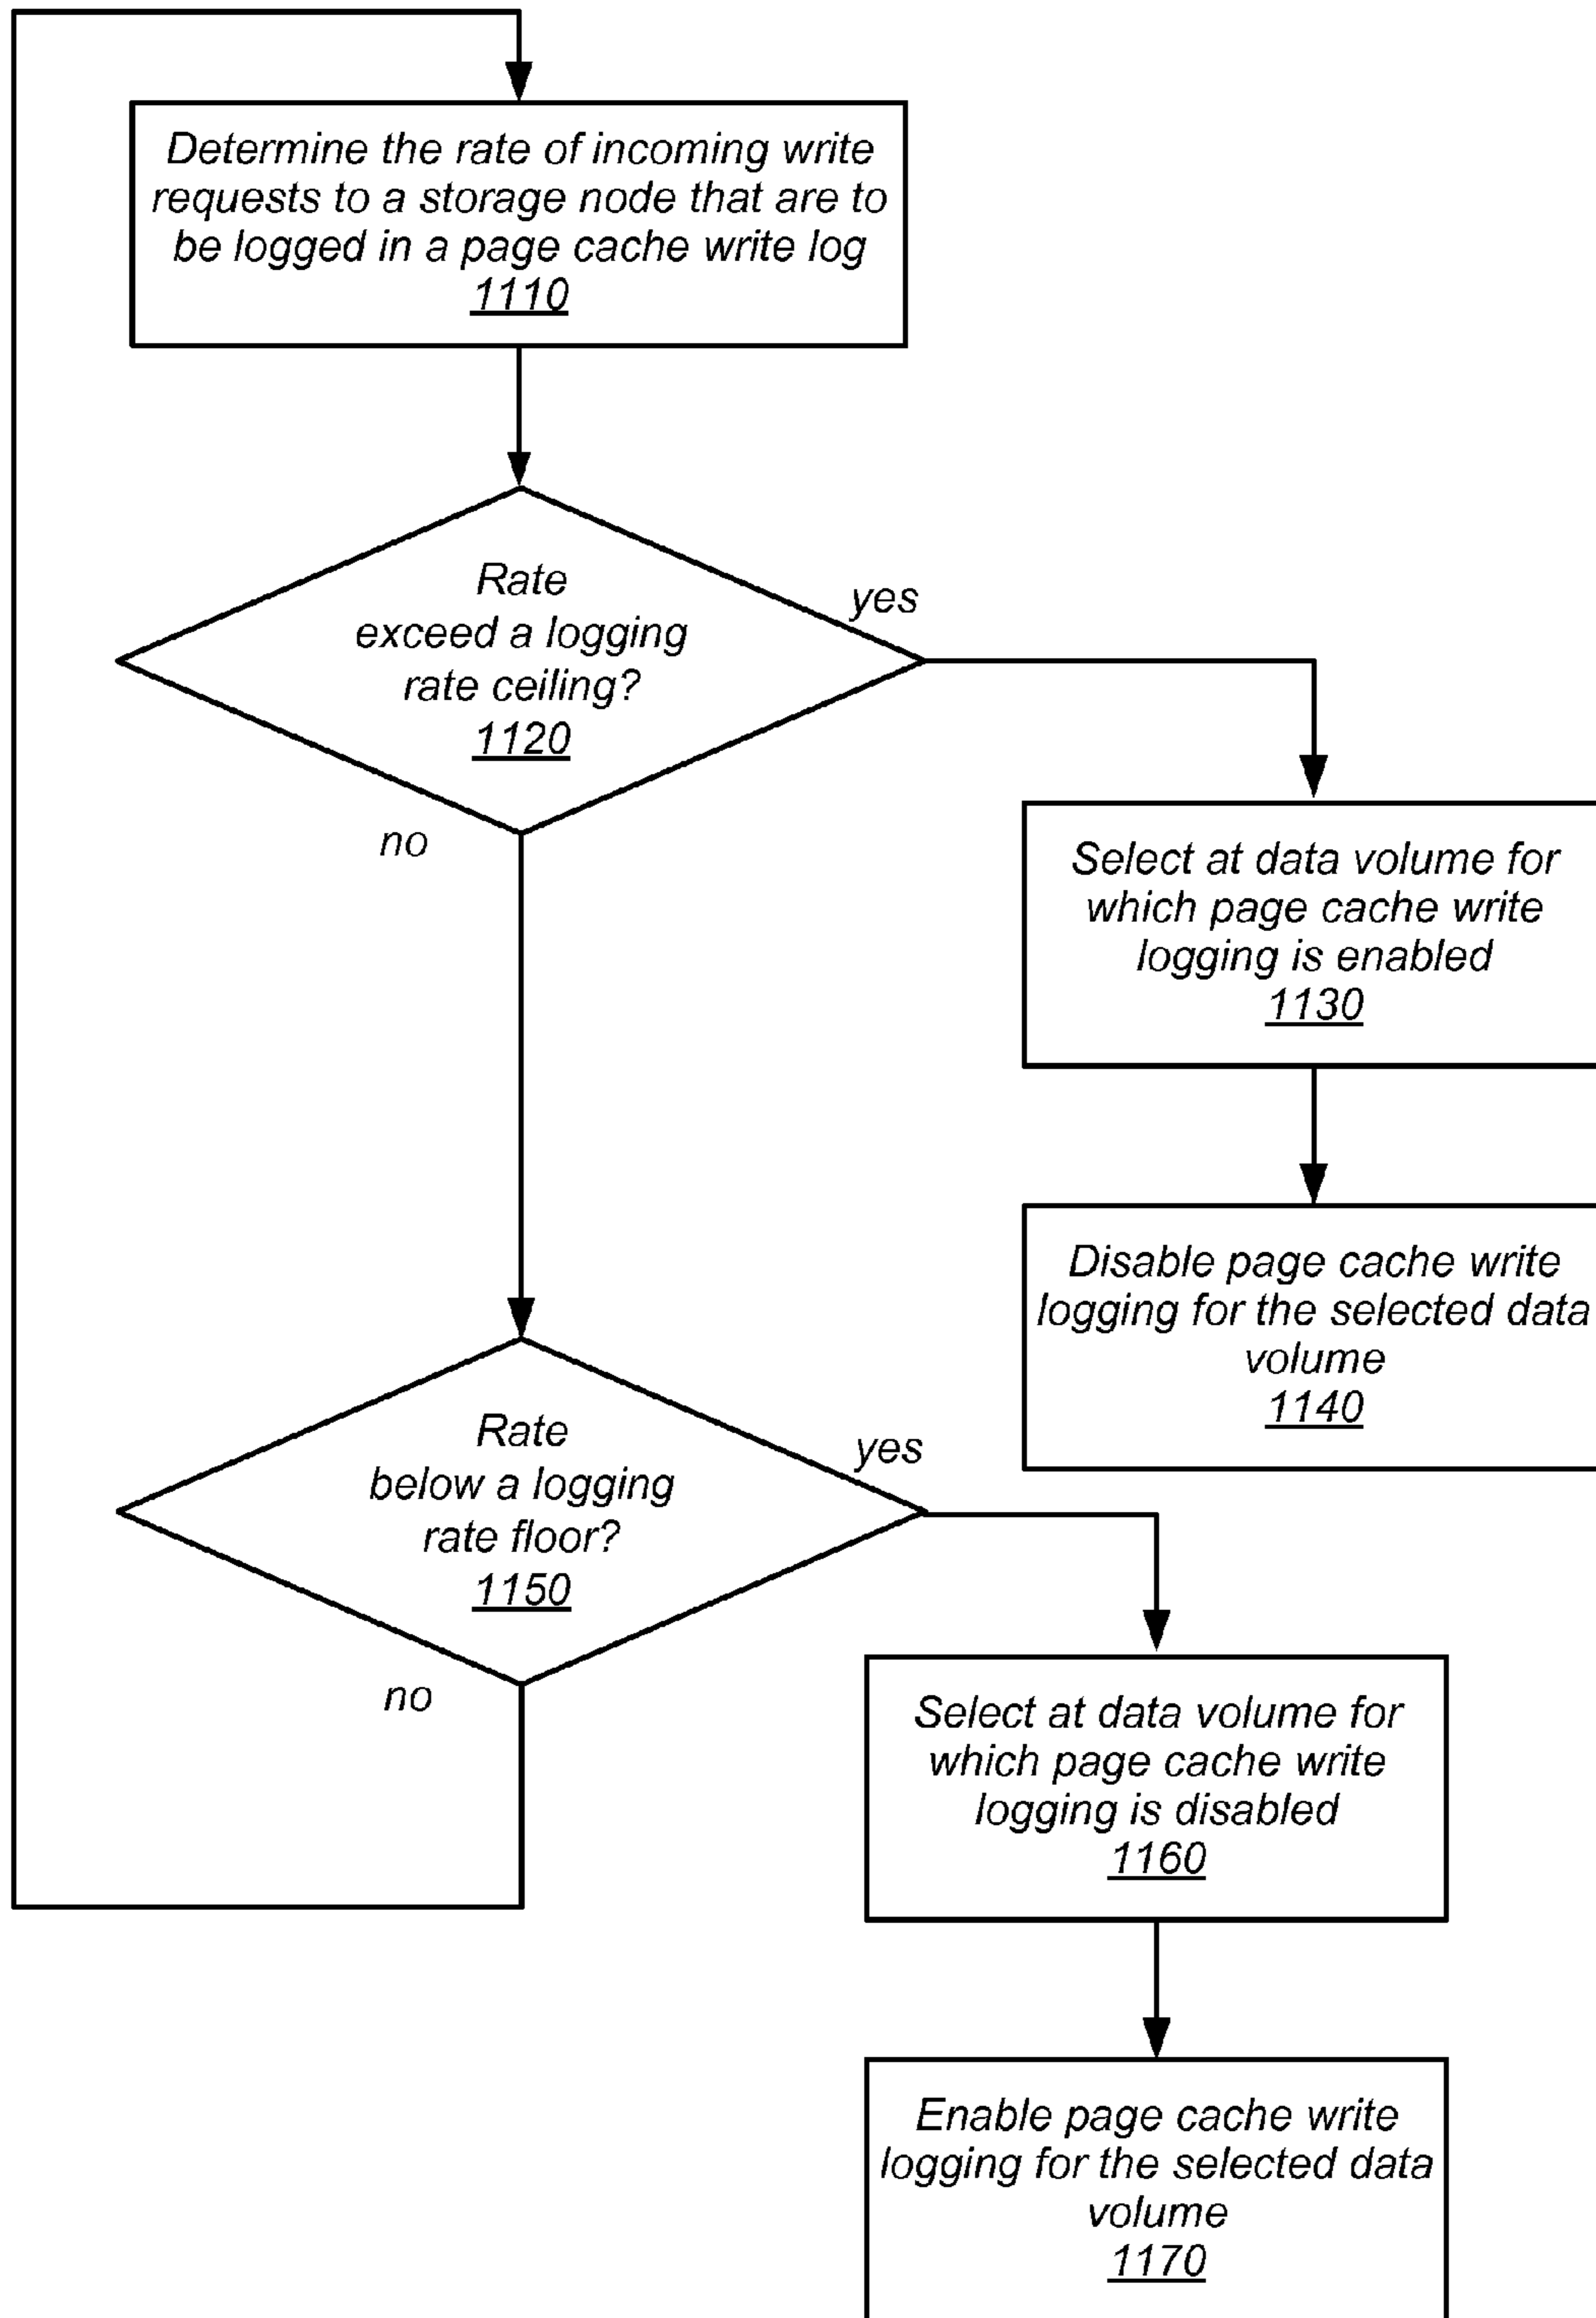 Determine the rate of incoming write
requests to a storage node that are to
be logged in a page cache write log
1110
Rate
exceed a logging
rate ceiling?
1120
yes
no
Select at data volume for
which page cache write
logging is enabled
1130
Disable page cache write
logging for the selected data
volume
1140
Rate
below a logging
rate floor?
1150
yes
no
Select at data volume for
which page cache write
logging is disabled
1160
Enable page cache write
logging for the selected data
volume
1170